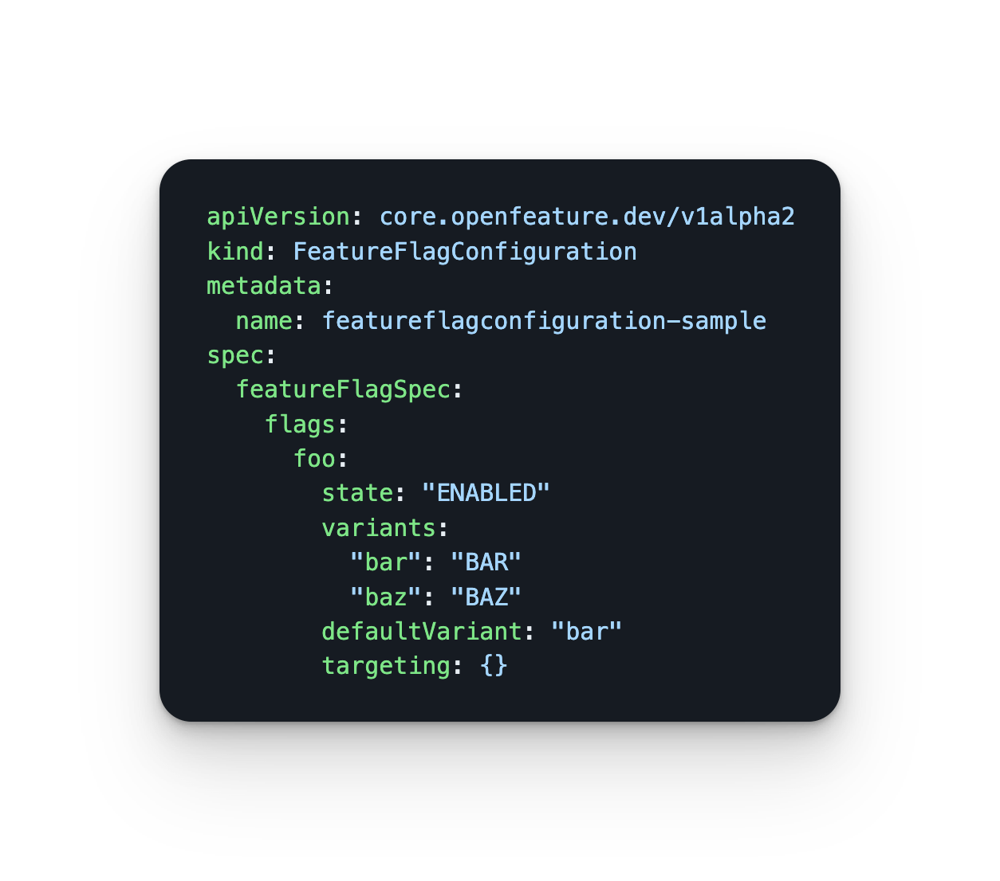 apiVersion: core.openfeature.dev/v1alpha2
kind: FeatureFlagConfiguration
metadata:
  name: featureflagconfiguration-sample
spec:
  featureFlagSpec:
    flags:
      foo:
        state: "ENABLED"
        variants:
          "bar": "BAR"
          "baz": "BAZ"
        defaultVariant: "bar"
        targeting: {}